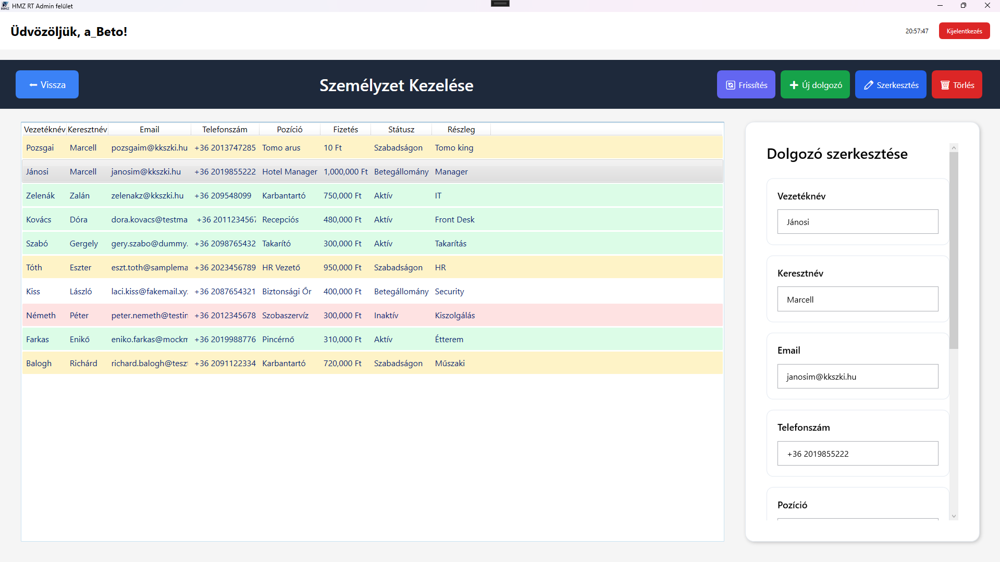 HMZ RT Admin felület
Üdvözöljük, a_Beto!
20:57:47
Kijelentkezés
Vissza
Személyzet Kezelése
Frissítés
Új dolgozó
Szerkesztés
Törlés
Vezetéknév Keresztnév Email Telefonszám Pozíció Fizetés Státusz Részleg
Pozsgai Marcell pozsgaim@kkszki.hu +36 2013747285 Tomo arus 10 Ft Szabadságon Tomo king
Jánosi Marcell janosim@kkszki.hu +36 2019855222 Hotel Manager 1,000,000 Ft Betegállomány Manager
Zelenák Zalán zelenakz@kkszki.hu +36 209548099 Karbantartó 750,000 Ft Aktív IT
Kovács Dóra dora.kovacs@testma +36 2011234567 Recepciós 480,000 Ft Aktív Front Desk
Szabó Gergely gery.szabo@dummy. +36 2098765432 Takarító 300,000 Ft Aktív Takarítás
Tóth Eszter eszt.toth@samplema +36 2023456789 HR Vezető 950,000 Ft Szabadságon HR
Kiss László laci.kiss@fakemail.xy +36 2087654321 Biztonsági Őr 400,000 Ft Betegállomány Security
Németh Péter peter.nemeth@testin +36 2012345678 Szobaszervíz 300,000 Ft Inaktív Kiszolgálás
Farkas Enikő eniko.farkas@mockm +36 2019988776 Pincérnő 310,000 Ft Aktív Étterem
Balogh Richárd richard.balogh@tesz +36 2091122334 Karbantartó 720,000 Ft Szabadságon Műszaki
Dolgozó szerkesztése
Vezetéknév
Jánosi
Keresztnév
Marcell
Email
janosim@kkszki.hu
Telefonszám
+36 2019855222
Pozíció